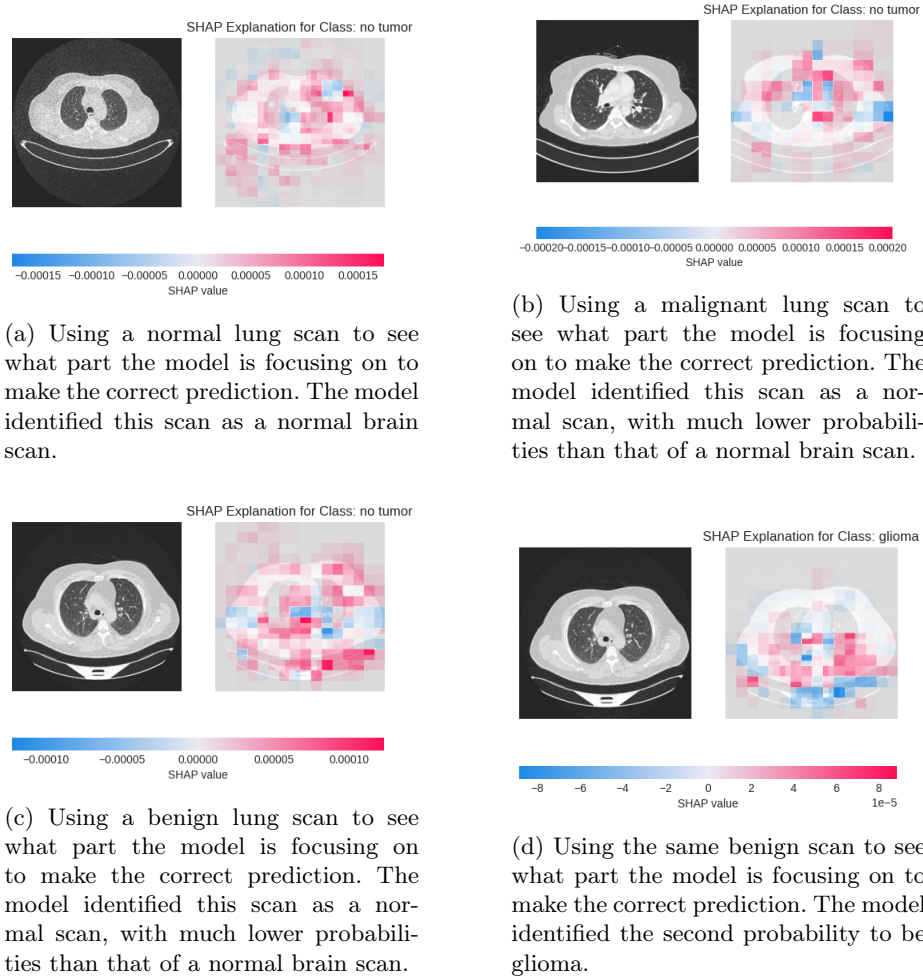 SHAP Explanation for Class: no tumor
−0.00015 −0.00010 −0.00005 0.00000 0.00005 0.00010 0.00015
SHAP value
(a) Using a normal lung scan to see
what part the model is focusing on to
make the correct prediction. The model
identified this scan as a normal brain
scan.
SHAP Explanation for Class: no tumor
−0.00020−0.00015−0.00010−0.00005 0.00000 0.00005 0.00010 0.00015 0.00020
SHAP value
(b) Using a malignant lung scan to
see what part the model is focusing
on to make the correct prediction. The
model identified this scan as a nor-
mal scan, with much lower probabili-
ties than that of a normal brain scan.
SHAP Explanation for Class: no tumor
−0.00010 −0.00005 0.00000 0.00005 0.00010
SHAP value
(c) Using a benign lung scan to see
what part the model is focusing on
to make the correct prediction. The
model identified this scan as a nor-
mal scan, with much lower probabili-
ties than that of a normal brain scan.
SHAP Explanation for Class: glioma
−8 −6 −4 −2 0 2 4 6 8
1e−5
SHAP value
(d) Using the same benign scan to see
what part the model is focusing on to
make the correct prediction. The model
identified the second probability to be
glioma.